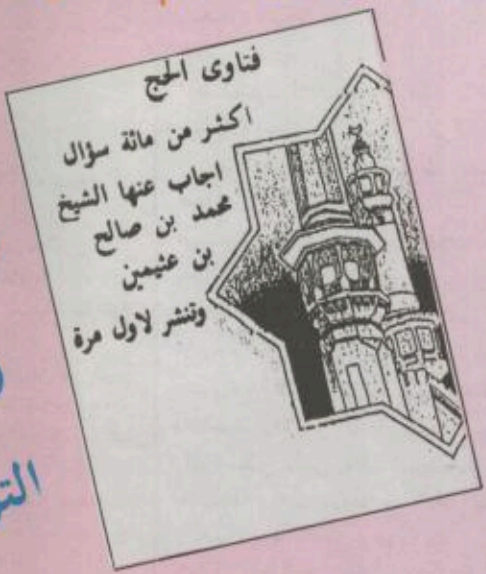 فتاوى الحج
اكثر من مائة سؤال
اجاب عنها الشيخ
محمد بن صالح
بن عثيمين
وتنشر لاول مرة